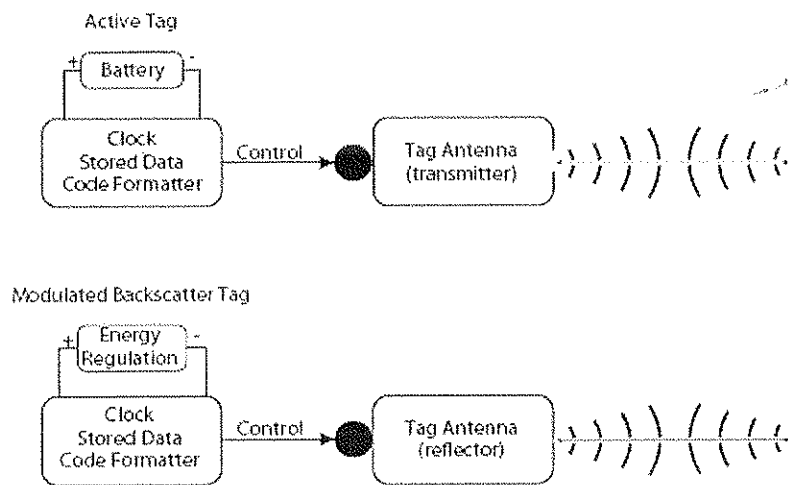 Active Tag
+ Battery -
Clock
Stored Data
Code Formatter
Control
Tag Antenna
(transmitter)
Modulated Backscatter Tag
+ Energy -
Regulation
Clock
Stored Data
Code Formatter
Control
Tag Antenna
(reflector)